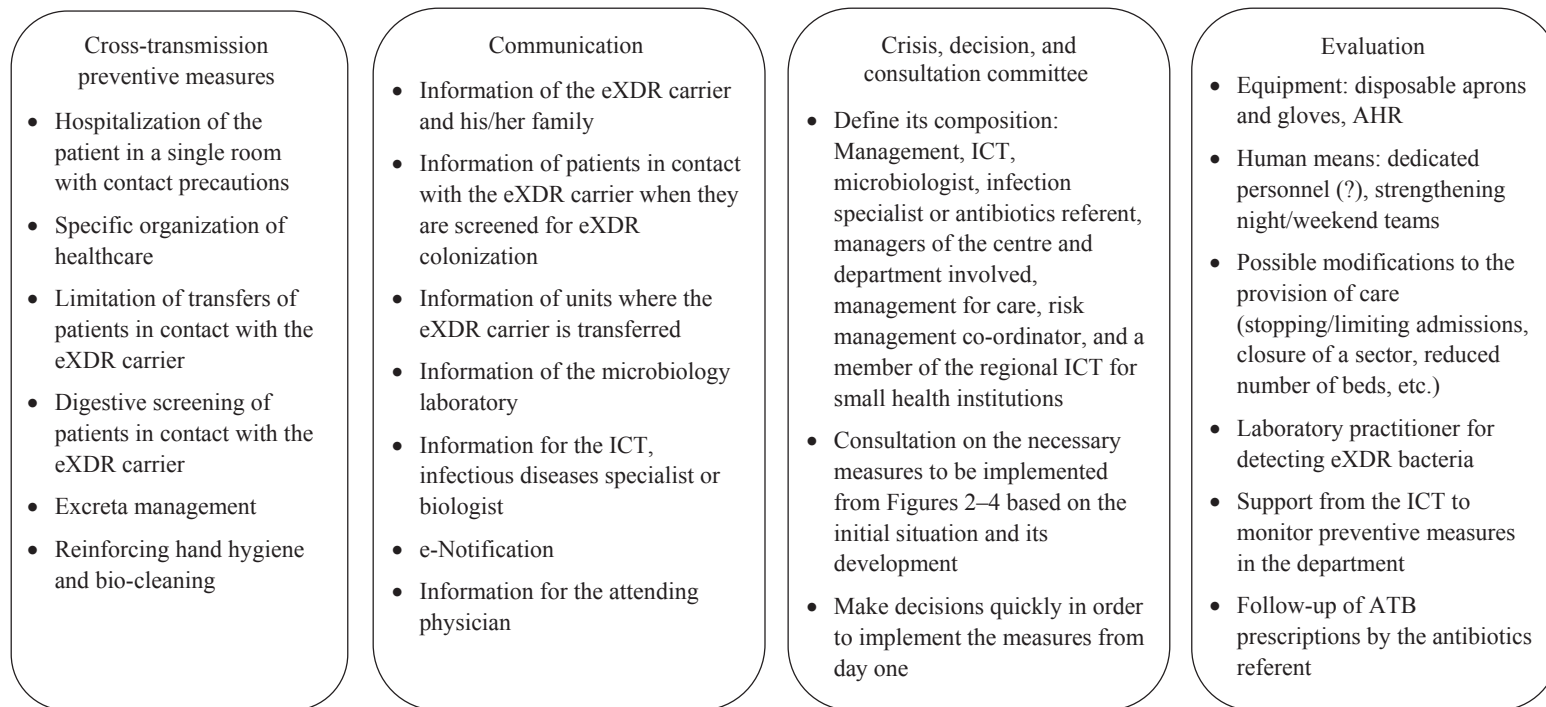 Cross-transmission
preventive measures
• Hospitalization of the
patient in a single room
with contact precautions
• Specific organization of
healthcare
• Limitation of transfers of
patients in contact with the
eXDR carrier
• Digestive screening of
patients in contact with the
eXDR carrier
• Excreta management
• Reinforcing hand hygiene
and bio-cleaning
Communication
• Information of the eXDR carrier
and his/her family
• Information of patients in contact
with the eXDR carrier when they
are screened for eXDR
colonization
• Information of units where the
eXDR carrier is transferred
• Information of the microbiology
laboratory
• Information for the ICT,
infectious diseases specialist or
biologist
• e-Notification
• Information for the attending
physician
Crisis, decision, and
consultation committee
• Define its composition:
Management, ICT,
microbiologist, infection
specialist or antibiotics referent,
managers of the centre and
department involved,
management for care, risk
management co-ordinator, and a
member of the regional ICT for
small health institutions
• Consultation on the necessary
measures to be implemented
from Figures 2–4 based on the
initial situation and its
development
• Make decisions quickly in order
to implement the measures from
day one
Evaluation
• Equipment: disposable aprons
and gloves, AHR
• Human means: dedicated
personnel (?), strengthening
night/weekend teams
• Possible modifications to the
provision of care
(stopping/limiting admissions,
closure of a sector, reduced
number of beds, etc.)
• Laboratory practitioner for
detecting eXDR bacteria
• Support from the ICT to
monitor preventive measures
in the department
• Follow-up of ATB
prescriptions by the antibiotics
referent